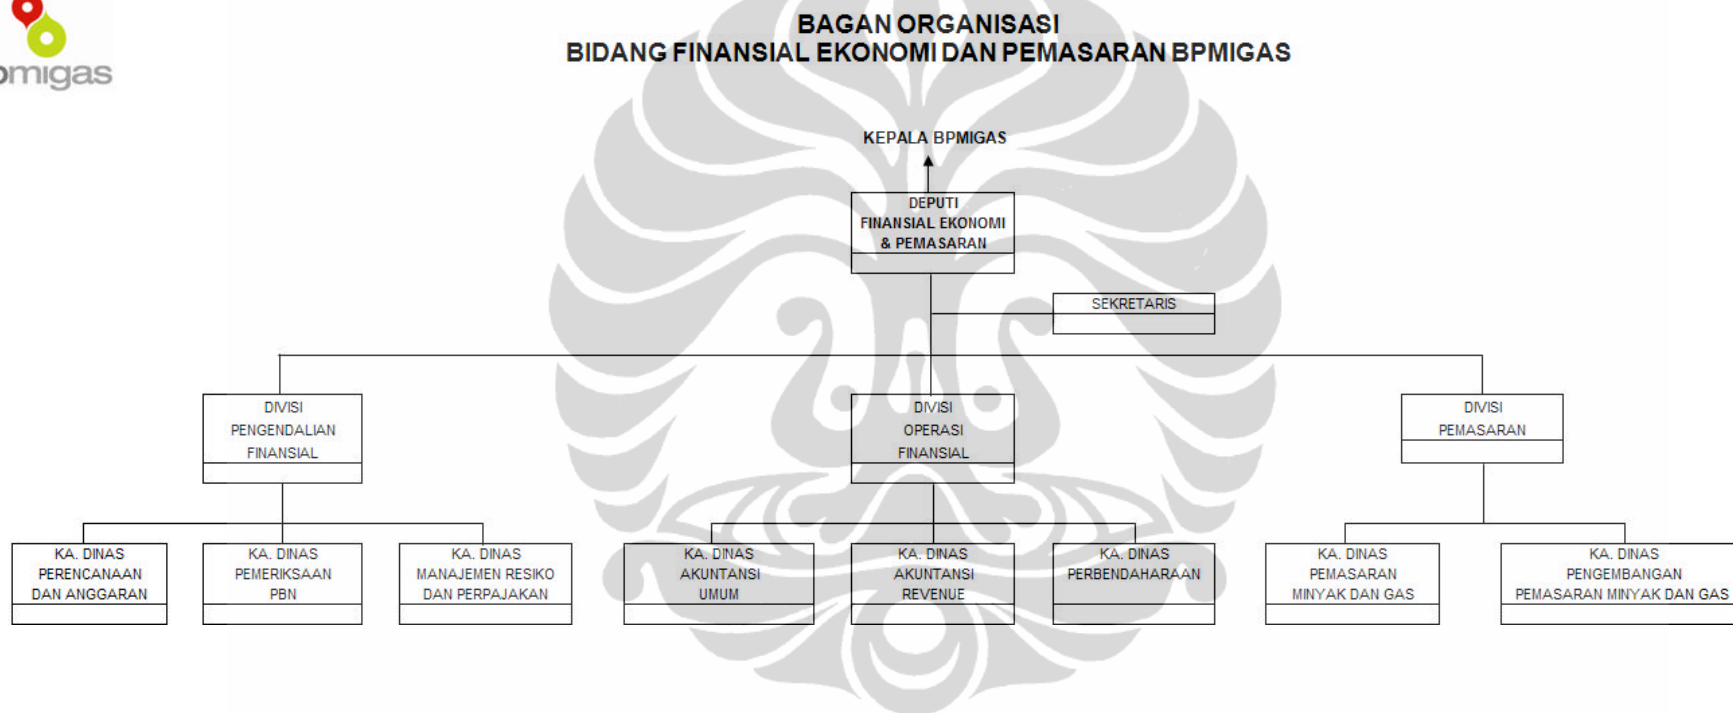 BAGAN ORGANISASI
BIDANG FINANSIAL EKONOMI DAN PEMASARAN BPMIGAS
omigas
KEPALA BPMIGAS
DEPUTI
FINANSIAL EKONOMI
& PEMASARAN
SEKRETARIS
DIVISI
PENGENDALIAN
FINANSIAL
DIVISI
OPERASI
FINANSIAL
DIVISI
PEMASARAN
KA. DINAS
PERENCANAAN
DAN ANGGARAN
KA. DINAS
PEMERIKSAAN
PBN
KA. DINAS
MANAJEMEN RESIKO
DAN PERPAJAKAN
KA. DINAS
AKUNTANSI
UMUM
KA. DINAS
AKUNTANSI
REVENUE
KA. DINAS
PERBENDAHARAAN
KA. DINAS
PEMASARAN
MINYAK DAN GAS
KA. DINAS
PENGEMBANGAN
PEMASARAN MINYAK DAN GAS